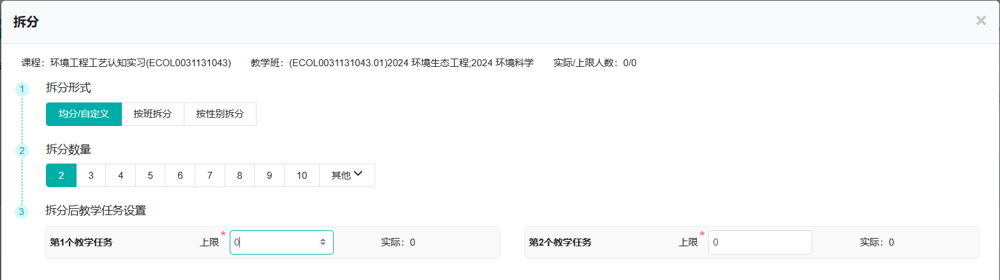 拆分
课程：环境工程工艺认知实习(ECOL0031131043) 教学班：(ECOL0031131043.01)2024 环境生态工程;2024 环境科学 实际/上限人数：0/0
1 拆分形式
均分/自定义 按班拆分 按性别拆分
2 拆分数量
2 3 4 5 6 7 8 9 10 其他
3 拆分后教学任务设置
第1个教学任务 上限 * 0 实际：0 第2个教学任务 上限 * 0 实际：0